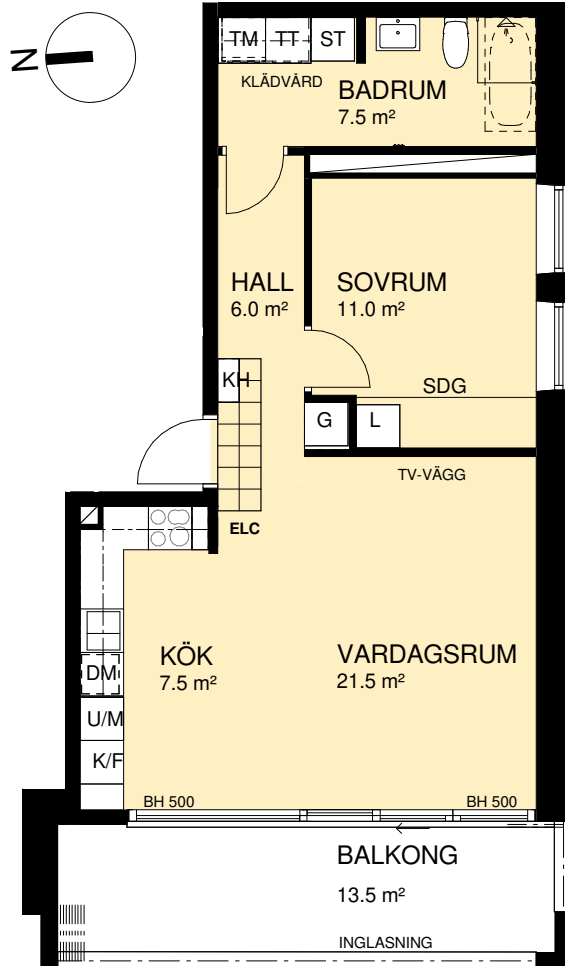 TM TT ST
KLÄDVÅRD
BADRUM
7.5 m²
N
HALL
6.0 m²
SOVRUM
11.0 m²
KH
SDG
G L
TV-VÄGG
ELC
KÖK
7.5 m²
VARDAGSRUM
21.5 m²
DM
U/M
K/F
BH 500 BH 500
BALKONG
13.5 m²
INGLASNING